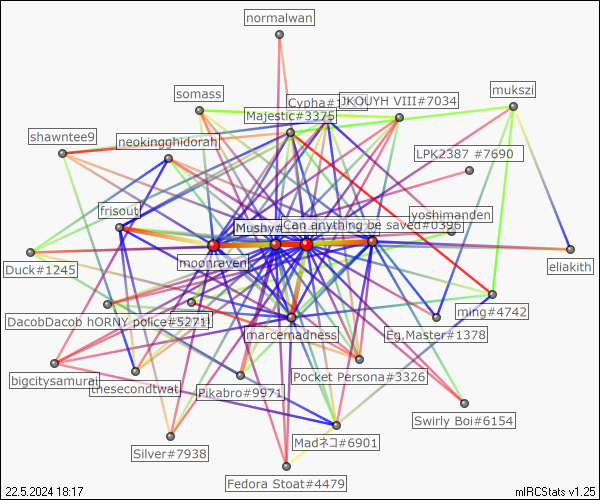 normalwan
somass
mukszi
Cypha#1
JKOUYH VIII#7034
Majestic#3375
shawntee9
neokingghidorah
LPK2387 #7690
frisout
yoshimanden
Mushy#
Can anything be saved#0396
moonraven
eliakith
Duck#1245
ming#4742
DacobDacob hORNY police#5271
marcemadness
Eg.Master#1378
Pocket Persona#3326
bigcitysamurai
thesecondtwat
Pikabro#9971
Swirly Boi#6154
Madネコ#6901
Silver#7938
Fedora Stoat#4479
22.5.2024 18:17
mIRCStats v1.25